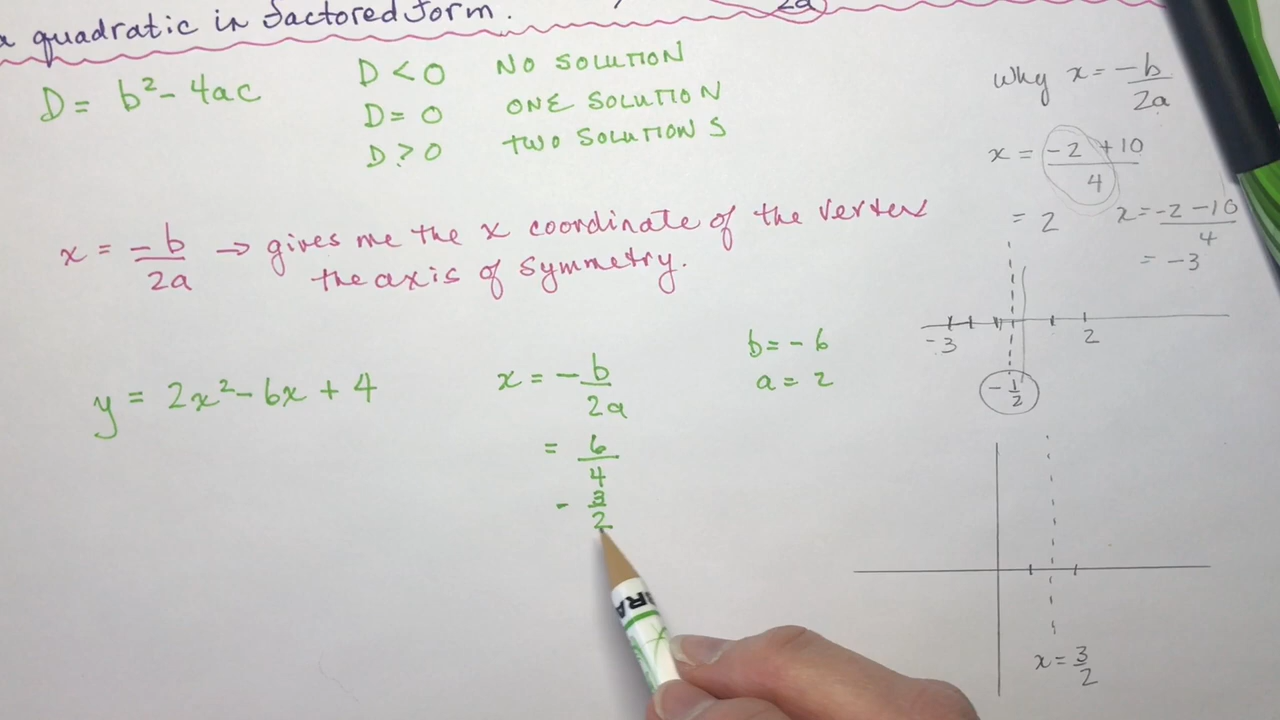 a quadratic in factored form.
2a
D = b² - 4ac
D < 0 NO SOLUTION
D = 0 ONE SOLUTION
D > 0 TWO SOLUTIONS
x = -b/2a → gives me the x coordinate of the vertex
the axis of symmetry.
y = 2x² - 6x + 4
x = -b/2a
= 6/4
- 3/2
b = - 6
a = 2
Why x = -b/2a
x = -2 +10/4
= 2
x = -2 -10/4
= -3
-3 2
-1/2
x = 3/2
BRA